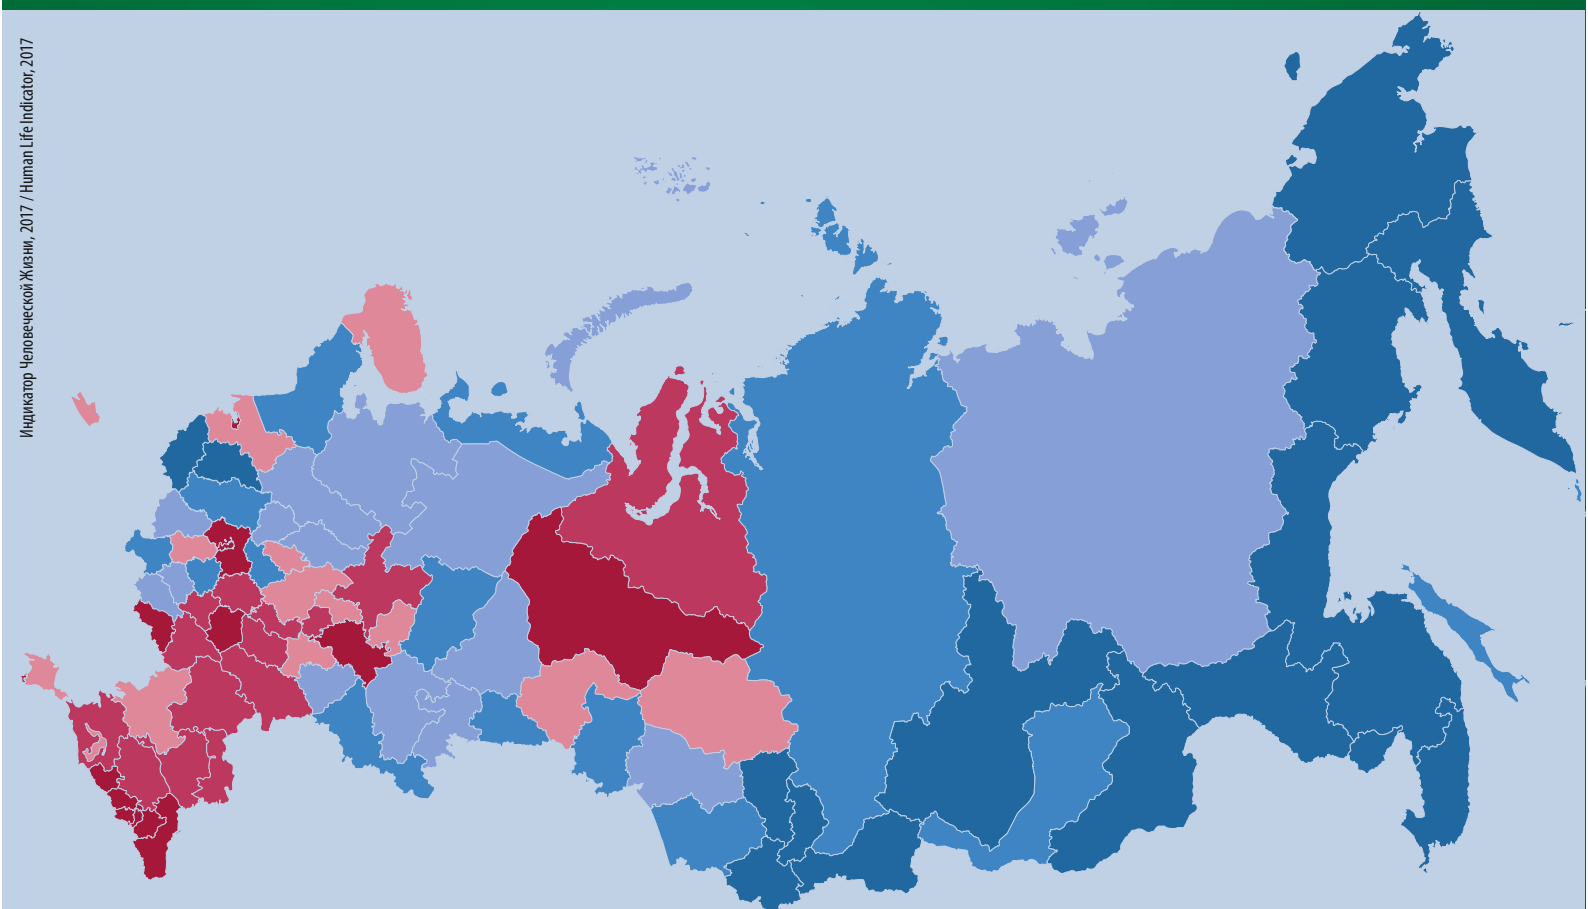 Индикатор Человеческой Жизни, 2017 / Human Life Indicator, 2017